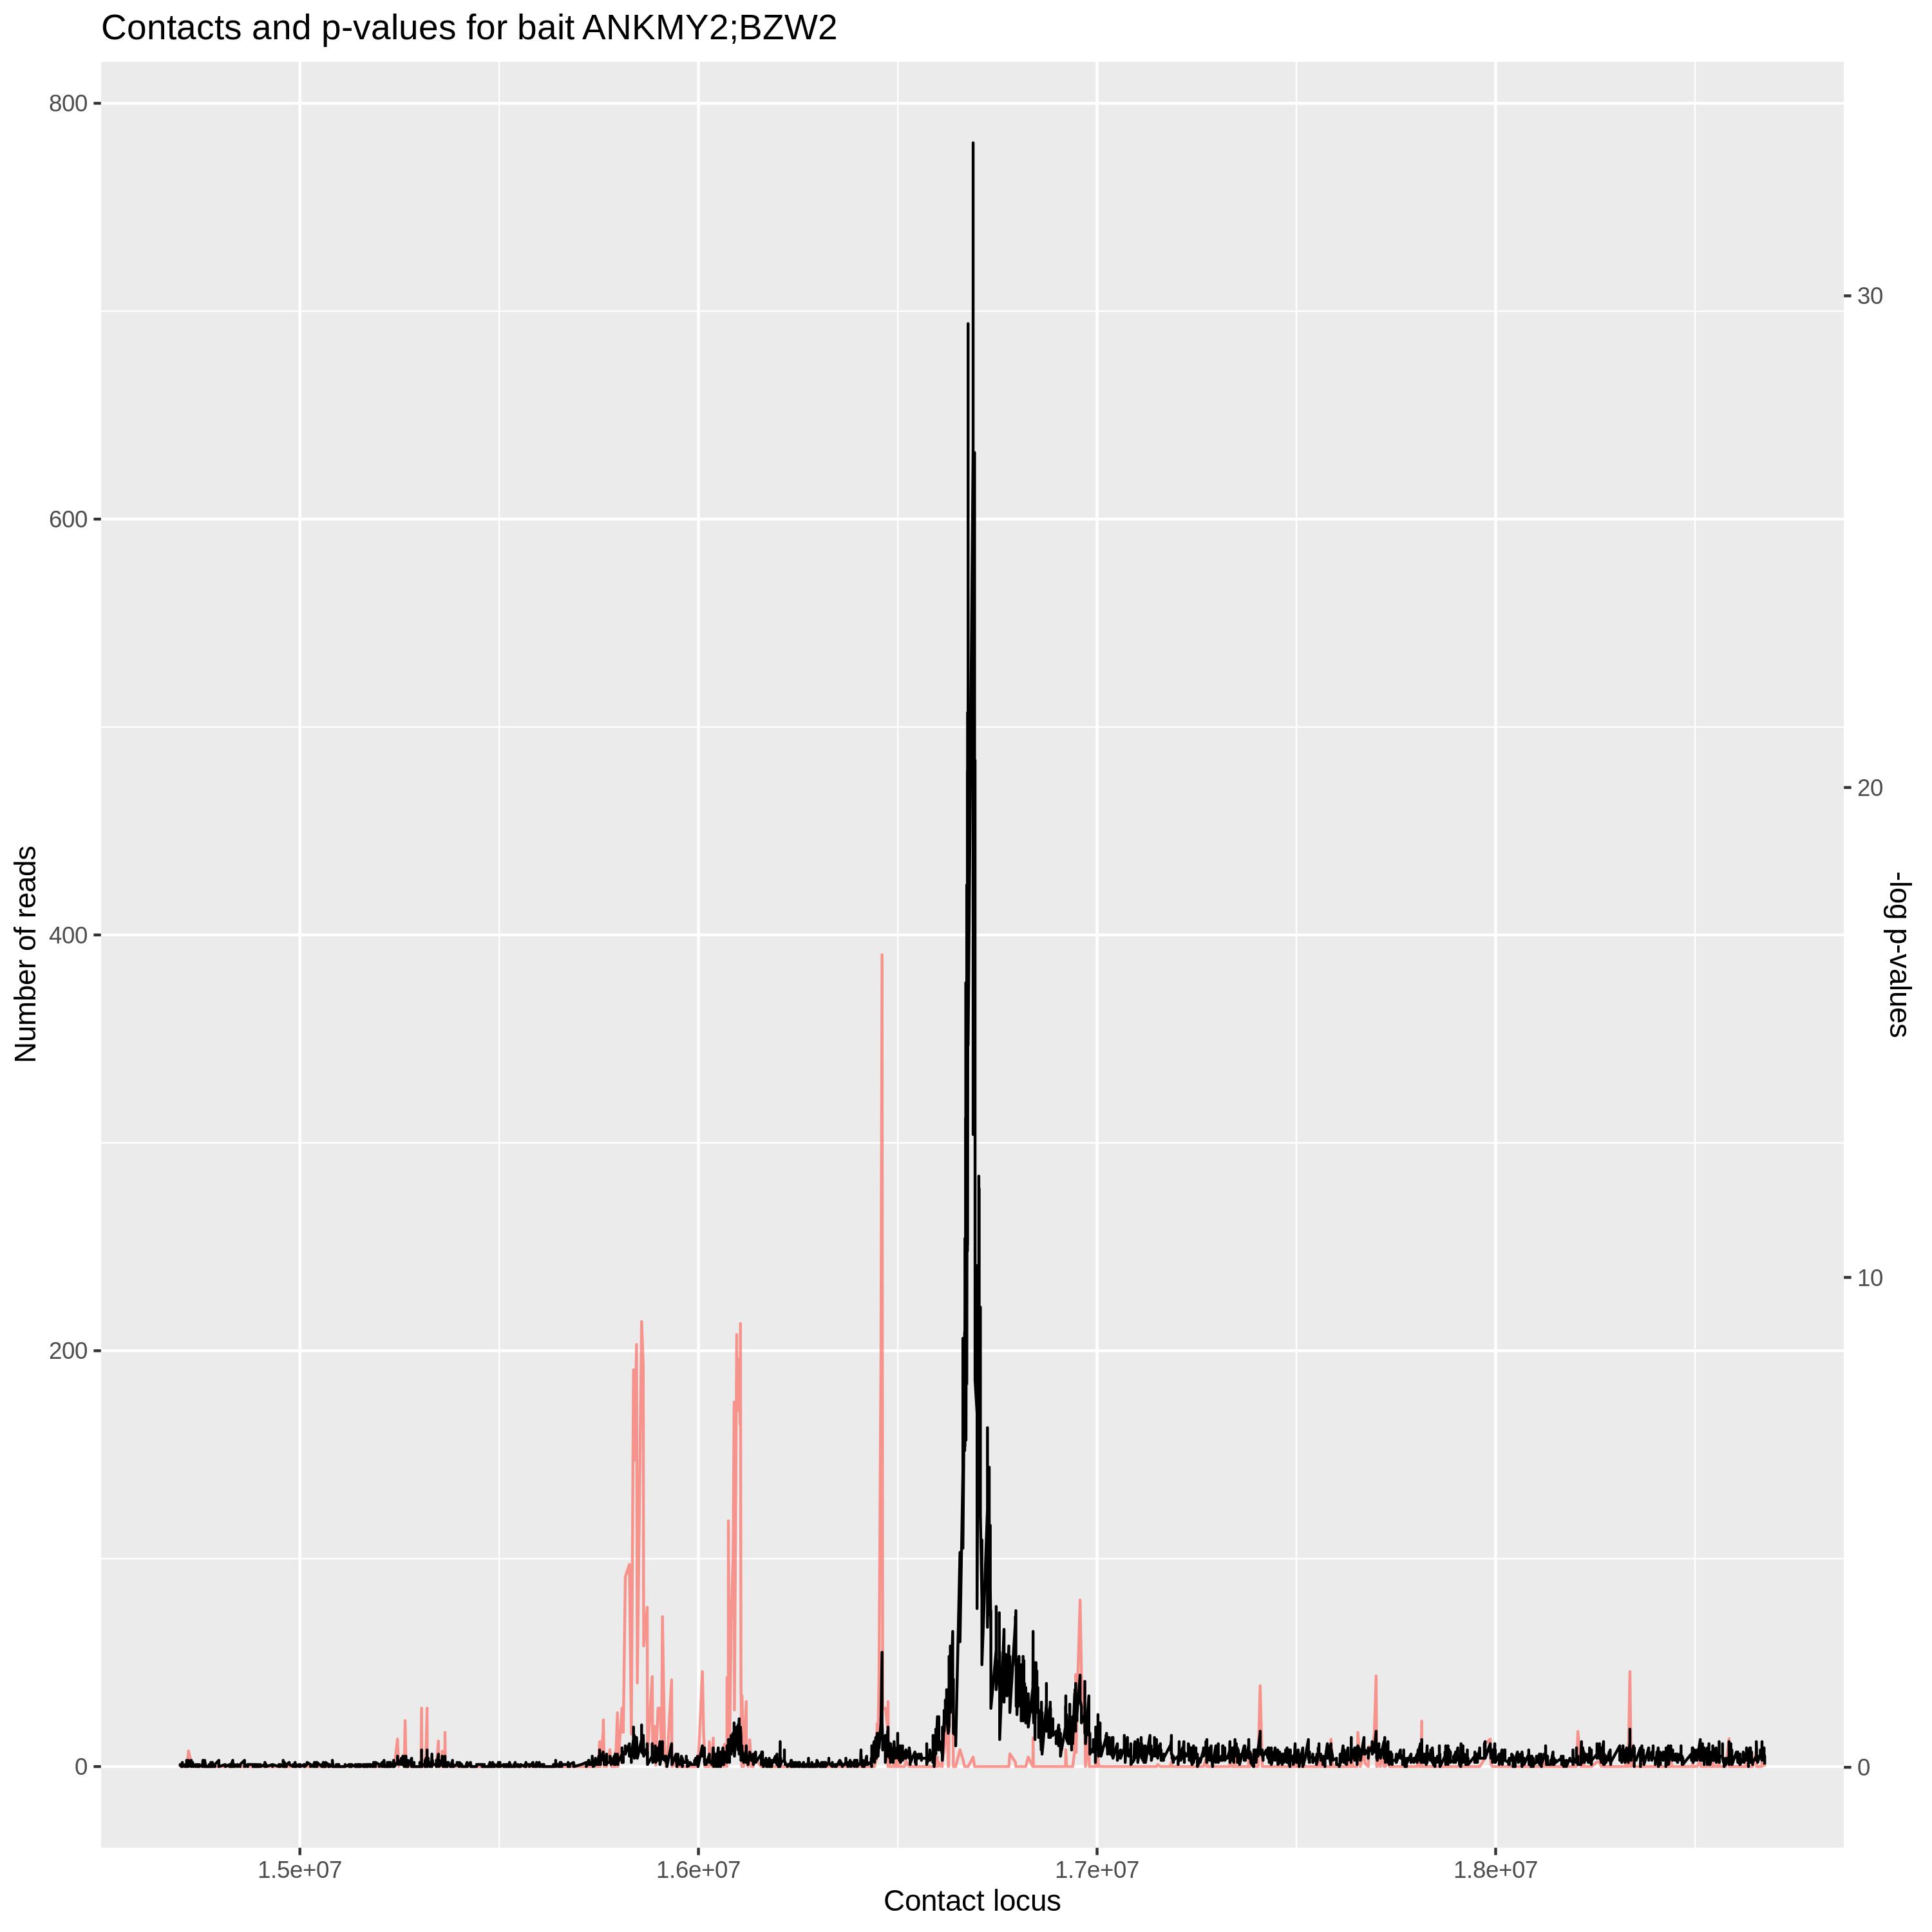 Contacts and p-values for bait ANKMY2;BZW2
800
600
400
200
0
Number of reads
30
20
10
0
-log p-values
1.5e+07
1.6e+07
1.7e+07
1.8e+07
Contact locus